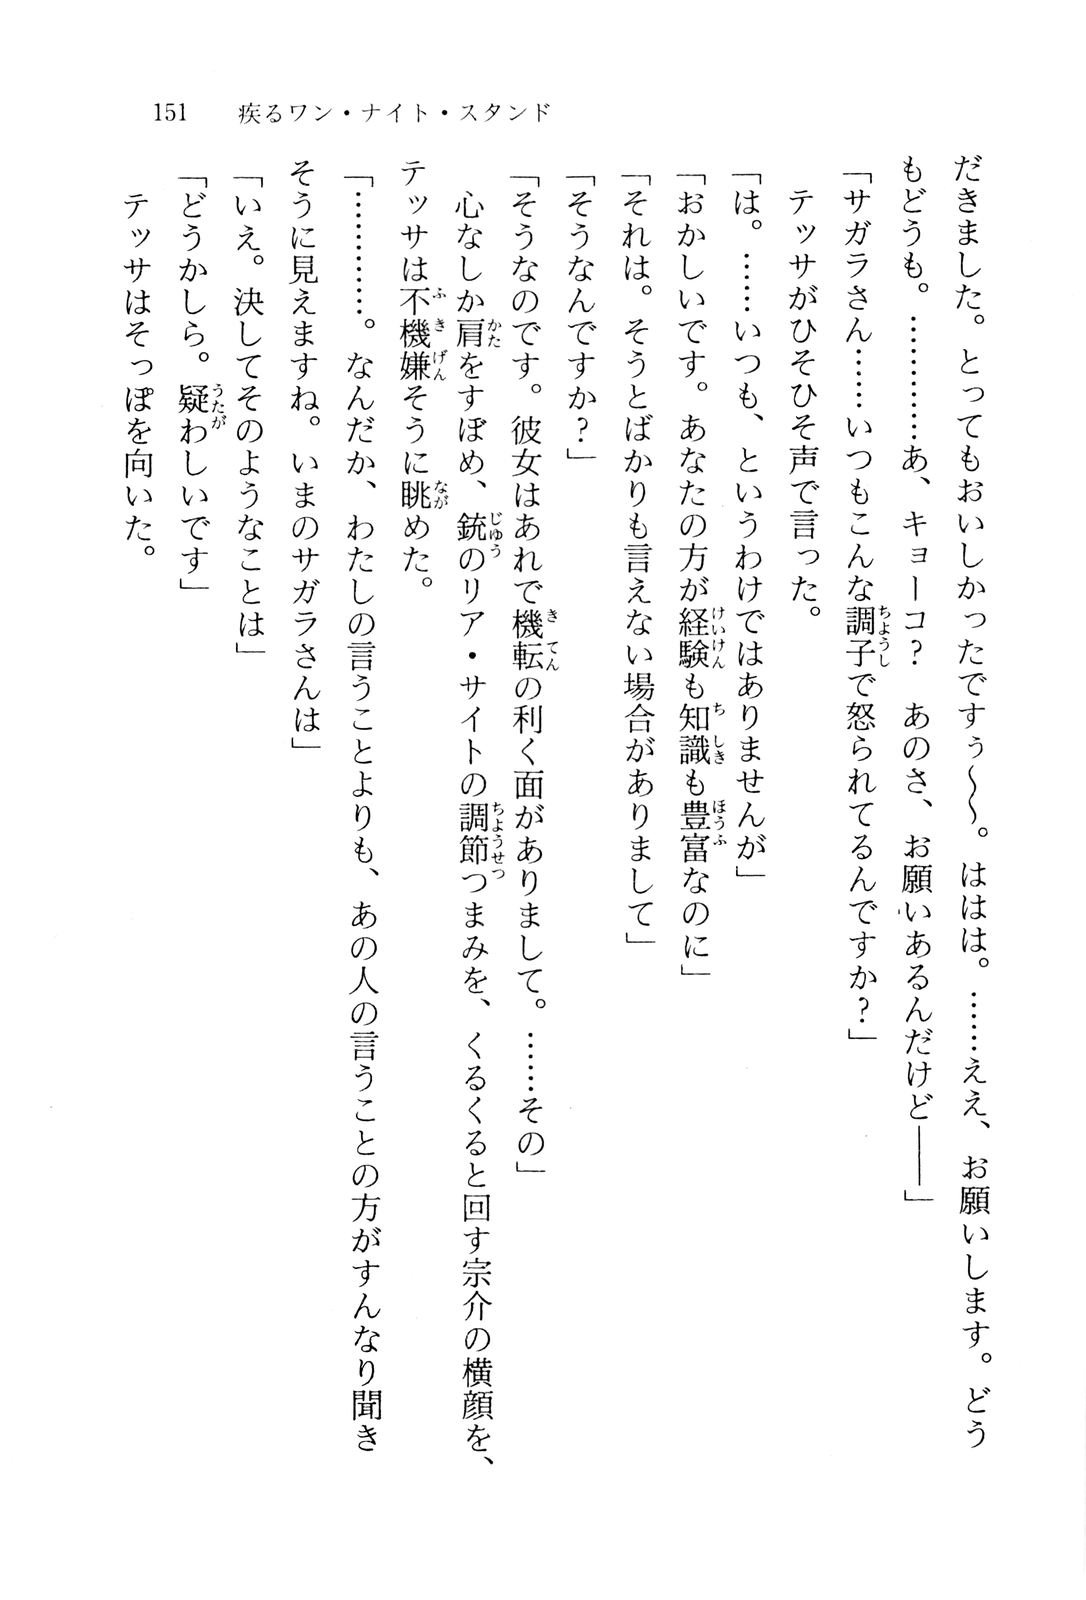 151　疾るワン・ナイト・スタンド
だきました。とってもおいしかったですぅ〜〜。ははは。……ええ、お願いします。どう
もどうも。…………あ、キョーコ？　あのさ、お願いあるんだけど――」
「サガラさん……いつもこんな調子で怒られてるんですか？」
　テッサがひそひそ声で言った。
「は。……いつも、というわけではありませんが」
「おかしいです。あなたの方が経験も知識も豊富なのに」
「それは。そうとばかりも言えない場合がありまして」
「そうなんですか？」
「そうなのです。彼女はあれで機転の利く面がありまして。……その」
　心なしか肩をすぼめ、銃のリア・サイトの調節つまみを、くるくると回す宗介の横顔を、
テッサは不機嫌そうに眺めた。
「…………。なんだか、わたしの言うことよりも、あの人の言うことの方がすんなり聞き
そうに見えますね。いまのサガラさんは」
「いえ。決してそのようなことは」
「どうかしら。疑わしいです」
　テッサはそっぽを向いた。